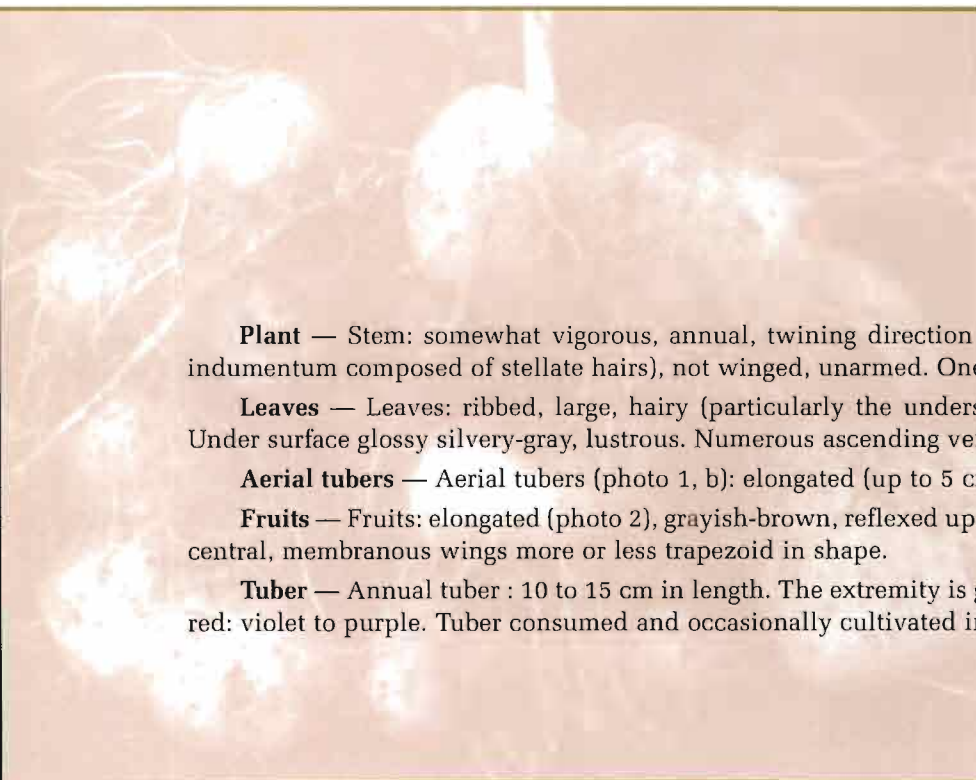 Plant — Stem: somewhat vigorous, annual, twining direction
indumentum composed of stellate hairs), not winged, unarmed.
Leaves — Leaves: ribbed, large, hairy (particularly the
Under surface glossy silvery-gray, lustrous. Numerous ascending
Aerial tubers — Aerial tubers (photo 1, b): elongated (up to 5
Fruits — Fruits: elongated (photo 2), grayish-brown, reflexed
central, membranous wings more or less trapezoid in shape.
Tuber — Annual tuber : 10 to 15 cm in length. The extremity is
red: violet to purple. Tuber consumed and occasionally cultivated